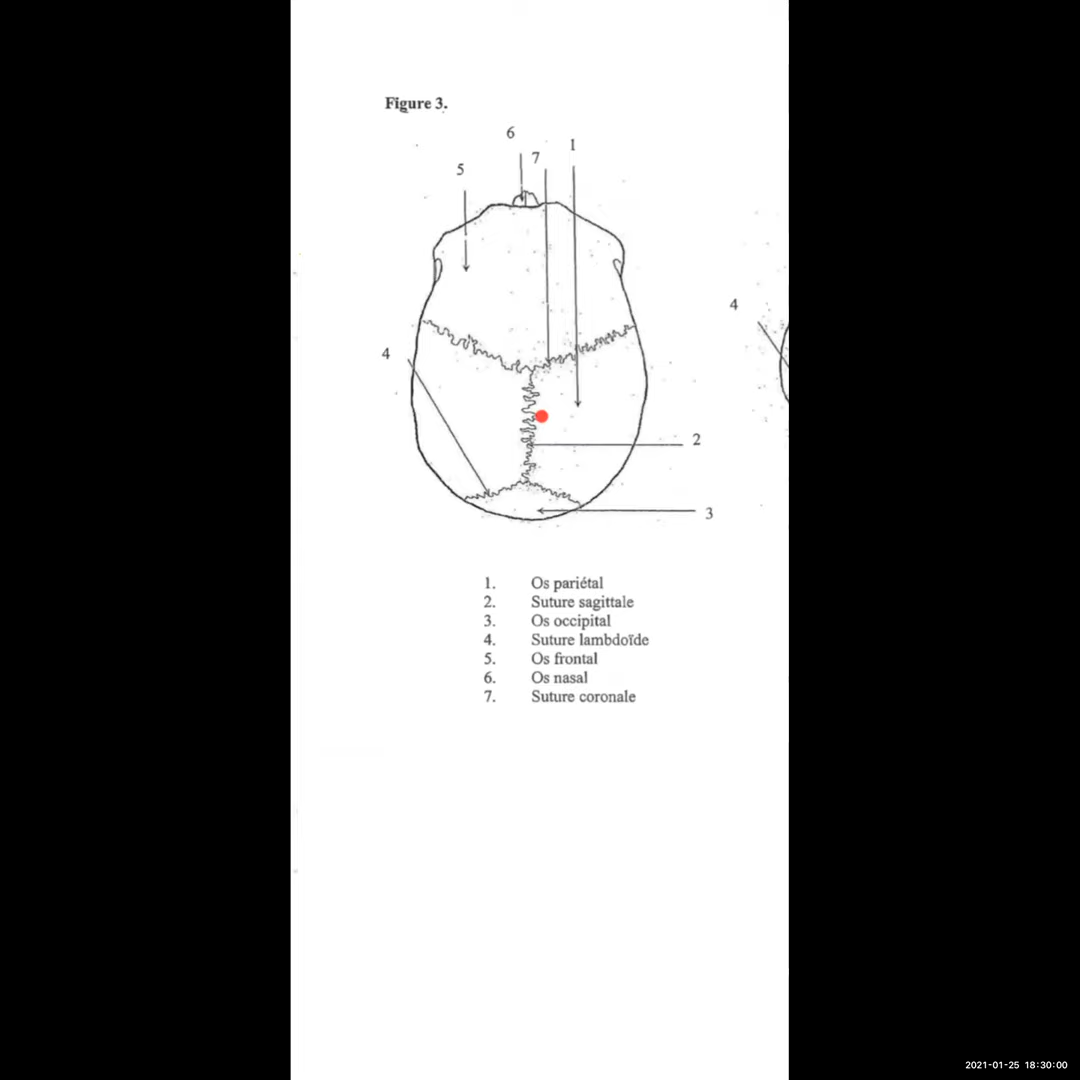 Figure 3.
6
7
1
5
4
4
2
3
1. Os pariétal
2. Suture sagittale
3. Os occipital
4. Suture lambdoïde
5. Os frontal
6. Os nasal
7. Suture coronale
2021-01-25 18:30:00